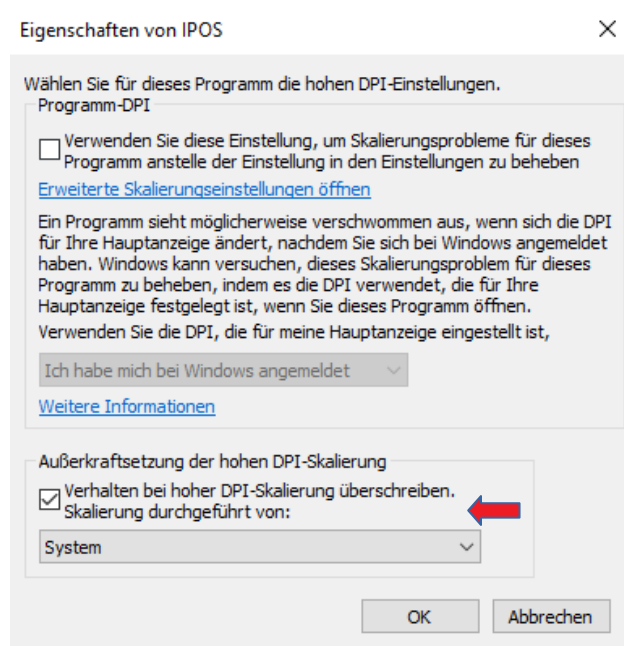 Eigenschaften von IPOS
Wählen Sie für dieses Programm die hohen DPI-Einstellungen.
Programm-DPI
Verwenden Sie diese Einstellung, um Skalierungsprobleme für dieses
Programm anstelle der Einstellung in den Einstellungen zu beheben
Erweiterte Skalierungseinstellungen öffnen
Ein Programm sieht möglicherweise verschwommen aus, wenn sich die DPI
für Ihre Hauptanzeige ändert, nachdem Sie sich bei Windows angemeldet
haben. Windows kann versuchen, dieses Skalierungsproblem für dieses
Programm zu beheben, indem es die DPI verwendet, die für Ihre
Hauptanzeige festgelegt ist, wenn Sie dieses Programm öffnen.
Verwenden Sie die DPI, die für meine Hauptanzeige eingestellt ist,
Ich habe mich bei Windows angemeldet
Weitere Informationen
Außerkraftsetzung der hohen DPI-Skalierung
Verhalten bei hoher DPI-Skalierung überschreiben.
Skalierung durchgeführt von:
System
OK
Abbrechen